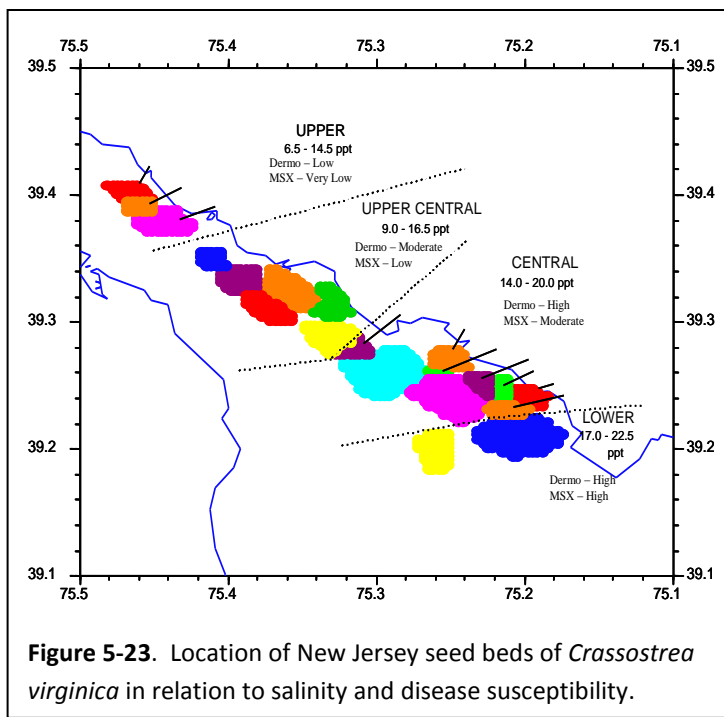 75.5 75.4 75.3 75.2 75.1
39.5 39.5
UPPER
6.5 - 14.5 ppt
Dermo – Low
MSX – Very Low
39.4 39.4
UPPER CENTRAL
9.0 - 16.5 ppt
Dermo – Moderate
MSX – Low
CENTRAL
14.0 - 20.0 ppt
Dermo – High
MSX – Moderate
39.3 39.3
LOWER
17.0 - 22.5
ppt
39.2 39.2
Dermo – High
MSX – High
39.1 39.1
75.5 75.4 75.3 75.2 75.1
Figure 5-23. Location of New Jersey seed beds of Crassostrea
virginica in relation to salinity and disease susceptibility.